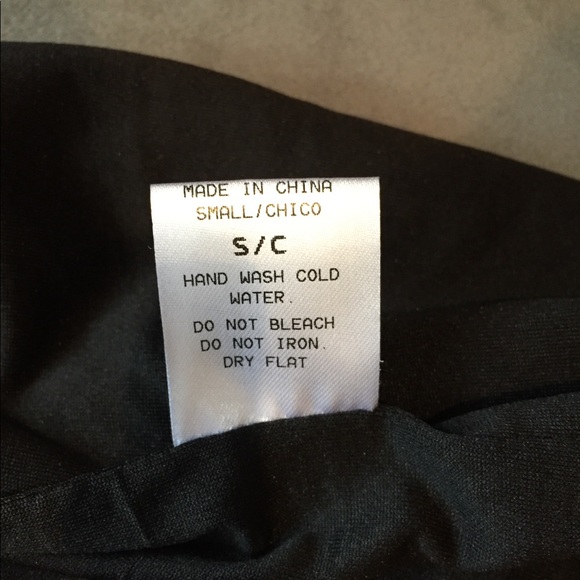 MADE IN CHINA
SMALL/CHICO
S/C
HAND WASH COLD
WATER.
DO NOT BLEACH
DO NOT IRON.
DRY FLAT